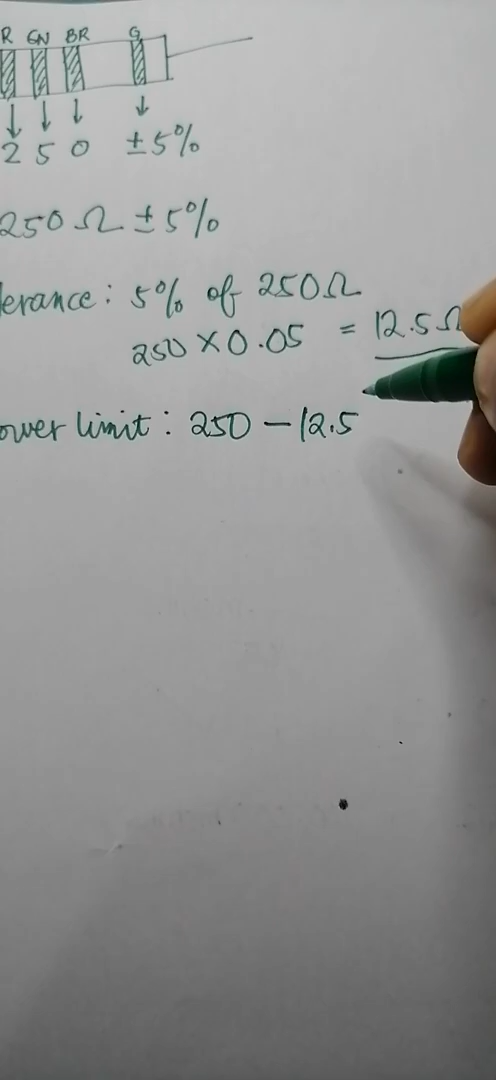 R GN BR G
2 5 0 ±5%
250 Ω ±5%
erance: 5% of 250Ω
250 × 0.05 = 12.5Ω
ower limit: 250 - 12.5